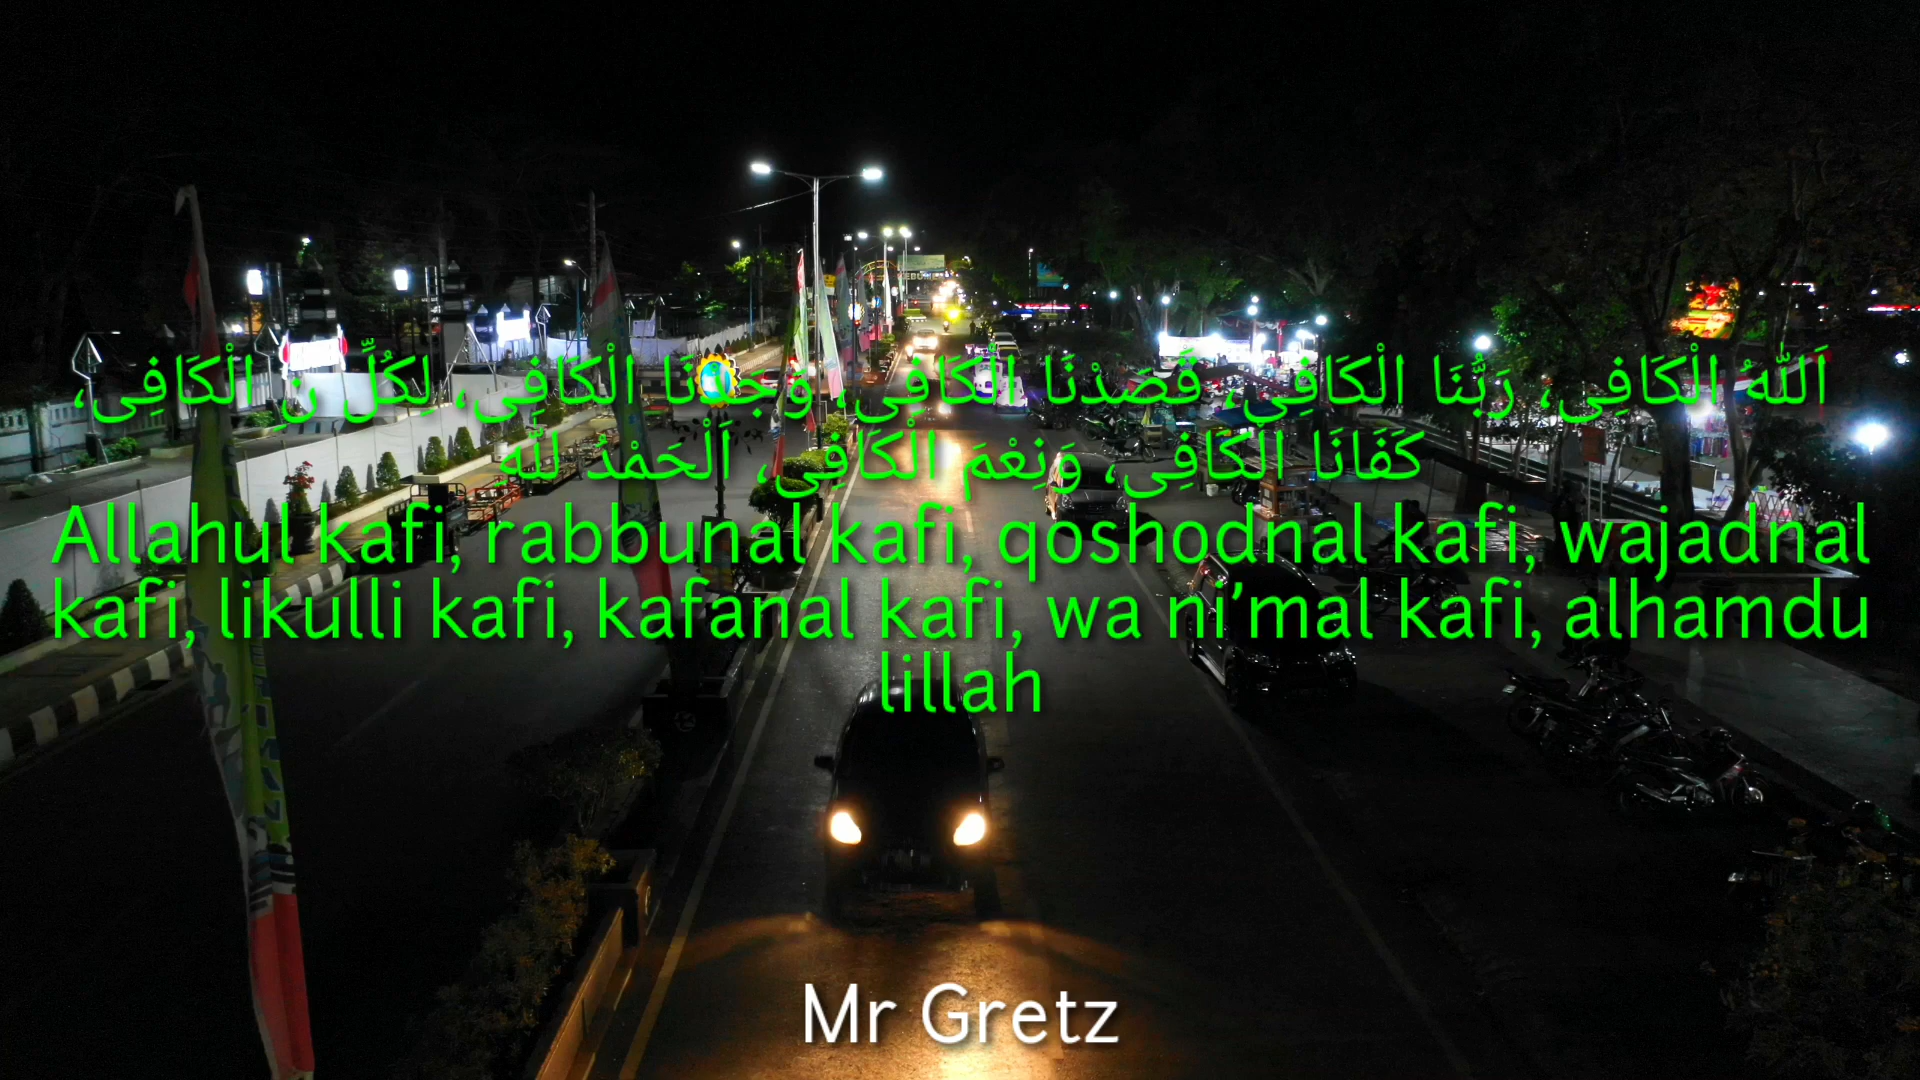 اَللّٰهُ الْكَافِى، رَبُّنَا الْكَافِى، قَصَدْنَا الْكَافِى، وَجَدْنَا الْكَافِى، لِكُلٍّ نِ الْكَافِى،
كَفَانَا الْكَافِى، وَنِعْمَ الْكَافِى، اَلْحَمْدُ لِلّٰهِ
Allahul kafi, rabbunal kafi, qoshodnal kafi, wajadnal
kafi, likulli kafi, kafanal kafi, wa ni'mal kafi, alhamdu
lillah
Mr Gretz